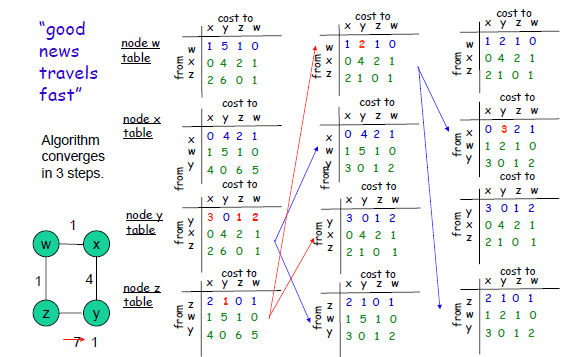 “good
news
travels
fast”
Algorithm
converges
in 3 steps.
1
w x
1 4
z y
7 1
node w
table
cost to
x y z w
from
w 1 5 1 0
x 0 4 2 1
z 2 6 0 1
cost to
x y z w
from
w 1 2 1 0
x 0 4 2 1
z 2 1 0 1
cost to
x y z w
from
w 1 2 1 0
x 0 4 2 1
z 2 1 0 1
node x
table
cost to
x y z w
from
x 0 4 2 1
w 1 5 1 0
y 4 0 6 5
cost to
x y z w
from
x 0 4 2 1
w 1 5 1 0
y 3 0 1 2
cost to
x y z w
from
x 0 3 2 1
w 1 2 1 0
y 3 0 1 2
node y
table
cost to
x y z w
from
y 3 0 1 2
x 0 4 2 1
z 2 6 0 1
cost to
x y z w
from
y 3 0 1 2
x 0 4 2 1
z 2 1 0 1
cost to
x y z w
from
y 3 0 1 2
x 0 4 2 1
z 2 1 0 1
node z
table
cost to
x y z w
from
z 2 1 0 1
w 1 5 1 0
y 4 0 6 5
cost to
x y z w
from
z 2 1 0 1
w 1 5 1 0
y 3 0 1 2
cost to
x y z w
from
z 2 1 0 1
w 1 2 1 0
y 3 0 1 2